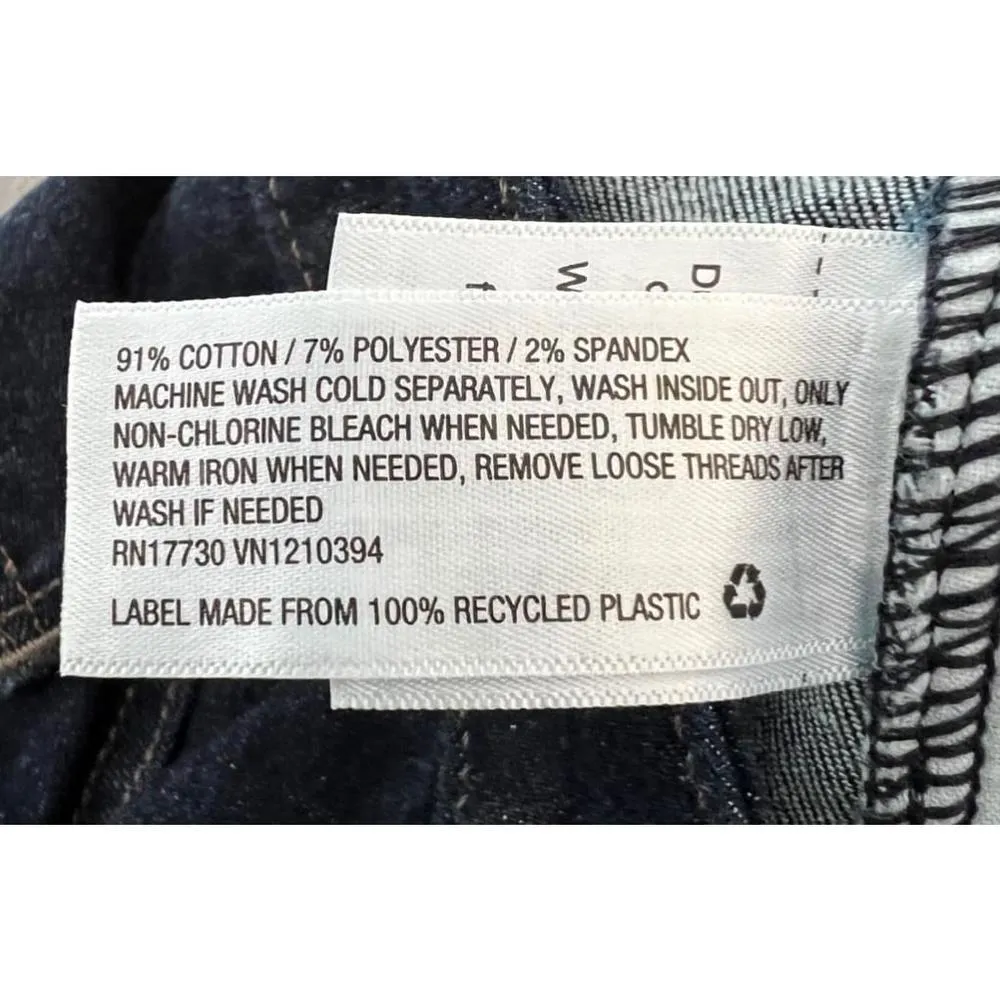 91% COTTON / 7% POLYESTER / 2% SPANDEX
MACHINE WASH COLD SEPARATELY, WASH INSIDE OUT, ONLY
NON-CHLORINE BLEACH WHEN NEEDED, TUMBLE DRY LOW,
WARM IRON WHEN NEEDED, REMOVE LOOSE THREADS AFTER
WASH IF NEEDED
RN17730 VN1210394
LABEL MADE FROM 100% RECYCLED PLASTIC